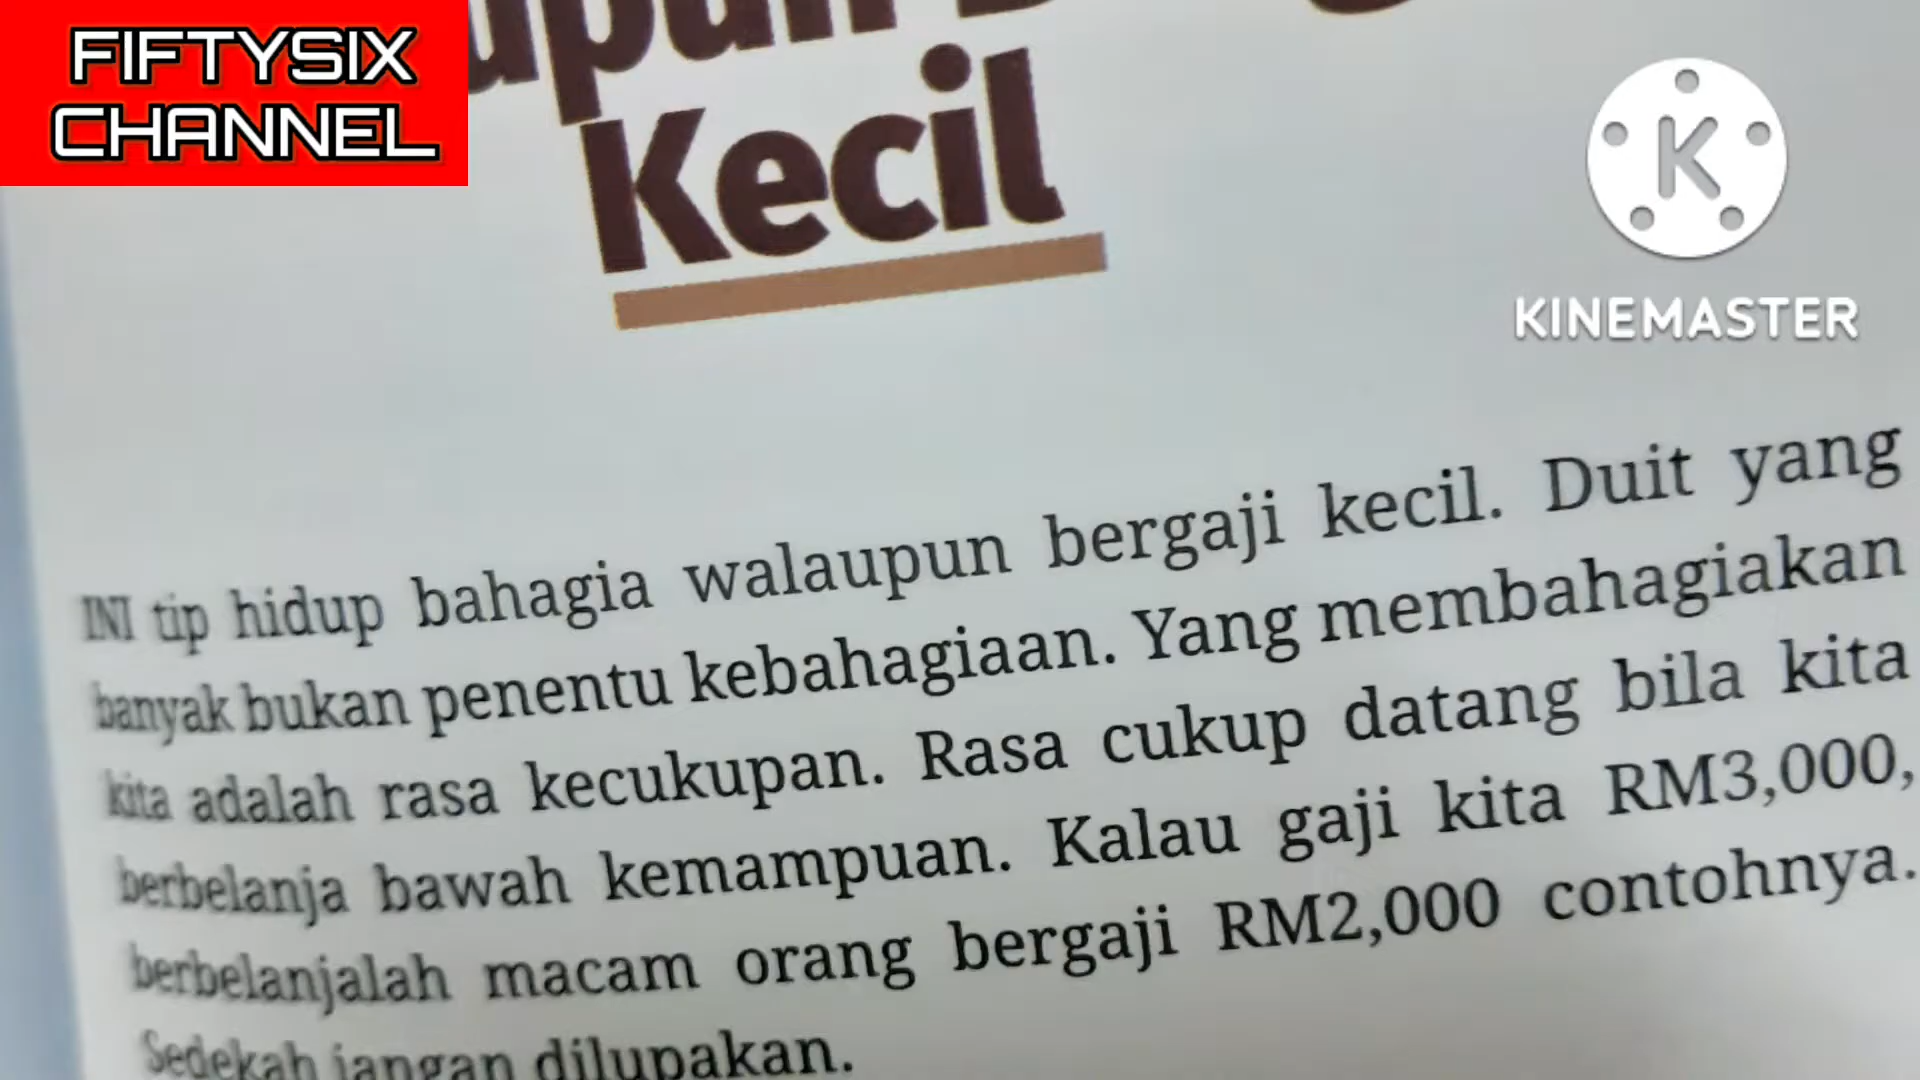 FIFTYSIX
CHANNEL
Kecil
KINEMASTER
INI tip hidup bahagia walaupun bergaji kecil. Duit yang
banyak bukan penentu kebahagiaan. Yang membahagiakan
kita adalah rasa kecukupan. Rasa cukup datang bila kita
berbelanja bawah kemampuan. Kalau gaji kita RM3,000,
berbelanjalah macam orang bergaji RM2,000 contohnya.
Sedekah jangan dilupakan.